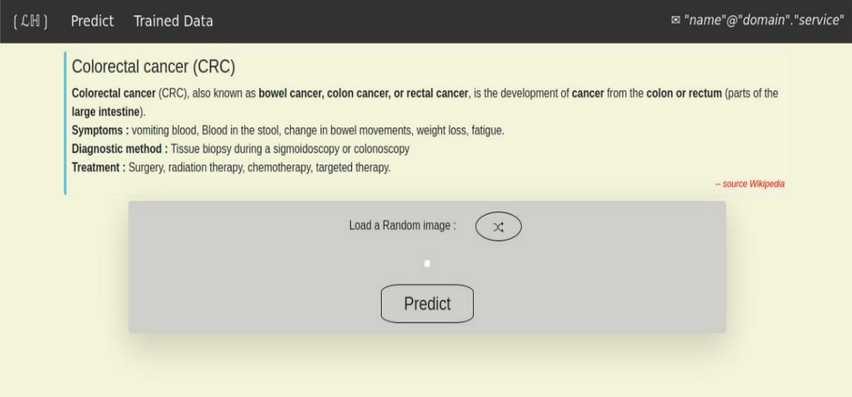 (ℒℍ) Predict Trained Data ✉ "name"@"domain"."service"
Colorectal cancer (CRC)
Colorectal cancer (CRC), also known as bowel cancer, colon cancer, or rectal cancer, is the development of cancer from the colon or rectum (parts of the
large intestine).
Symptoms : vomiting blood, Blood in the stool, change in bowel movements, weight loss, fatigue.
Diagnostic method : Tissue biopsy during a sigmoidoscopy or colonoscopy
Treatment : Surgery, radiation therapy, chemotherapy, targeted therapy.
-- source Wikipedia
Load a Random image :
Predict